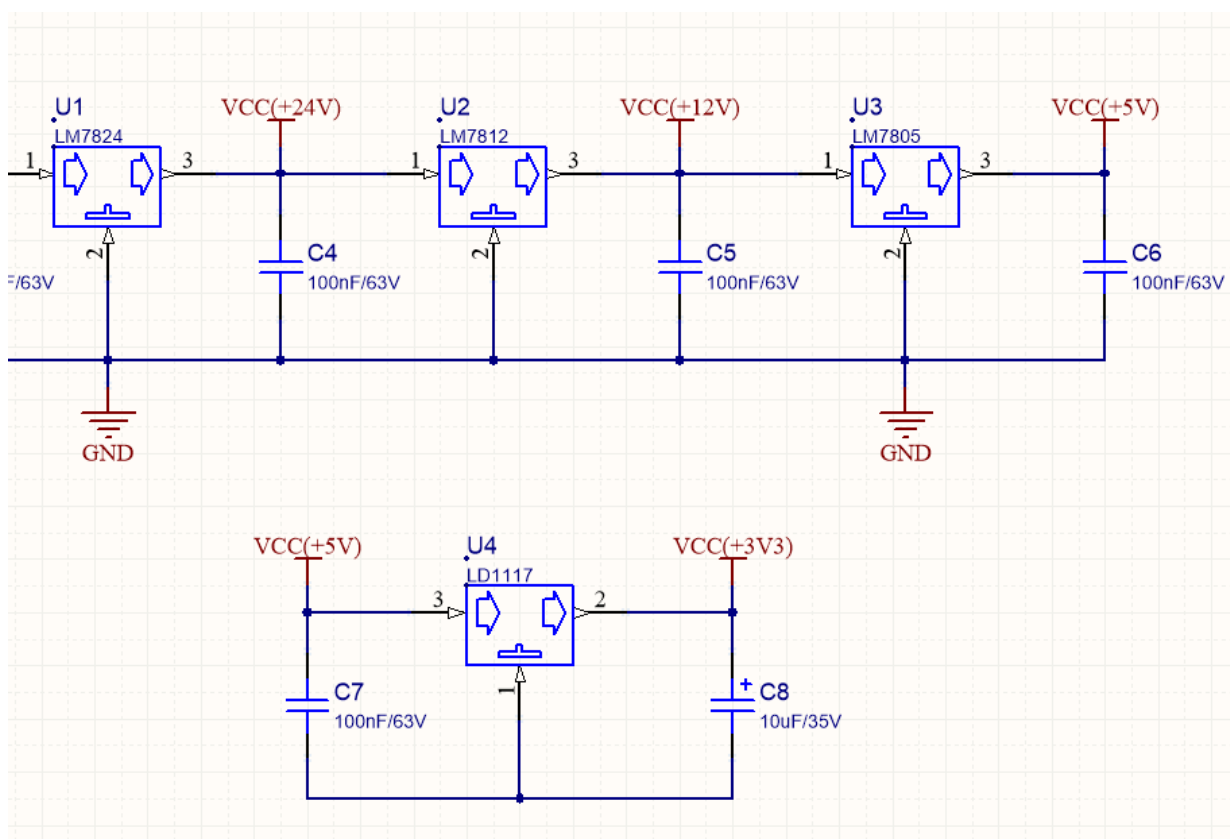 U1
VCC(+24V)
U2
VCC(+12V)
U3
VCC(+5V)
LM7824
LM7812
LM7805
1
3
1
3
1
3
2
2
2
C4
C5
C6
F/63V
100nF/63V
100nF/63V
100nF/63V
GND
GND
VCC(+5V)
U4
VCC(+3V3)
LD1117
3
2
1
C7
+
C8
100nF/63V
10uF/35V